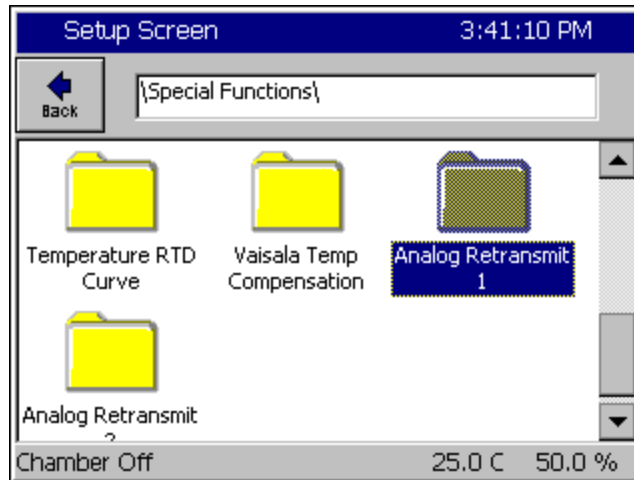 Setup Screen 3:41:10 PM
Back \Special Functions\
Temperature RTD Vaisala Temp Analog Retransmit
Curve Compensation 1
Analog Retransmit
Chamber Off 25.0 C 50.0 %